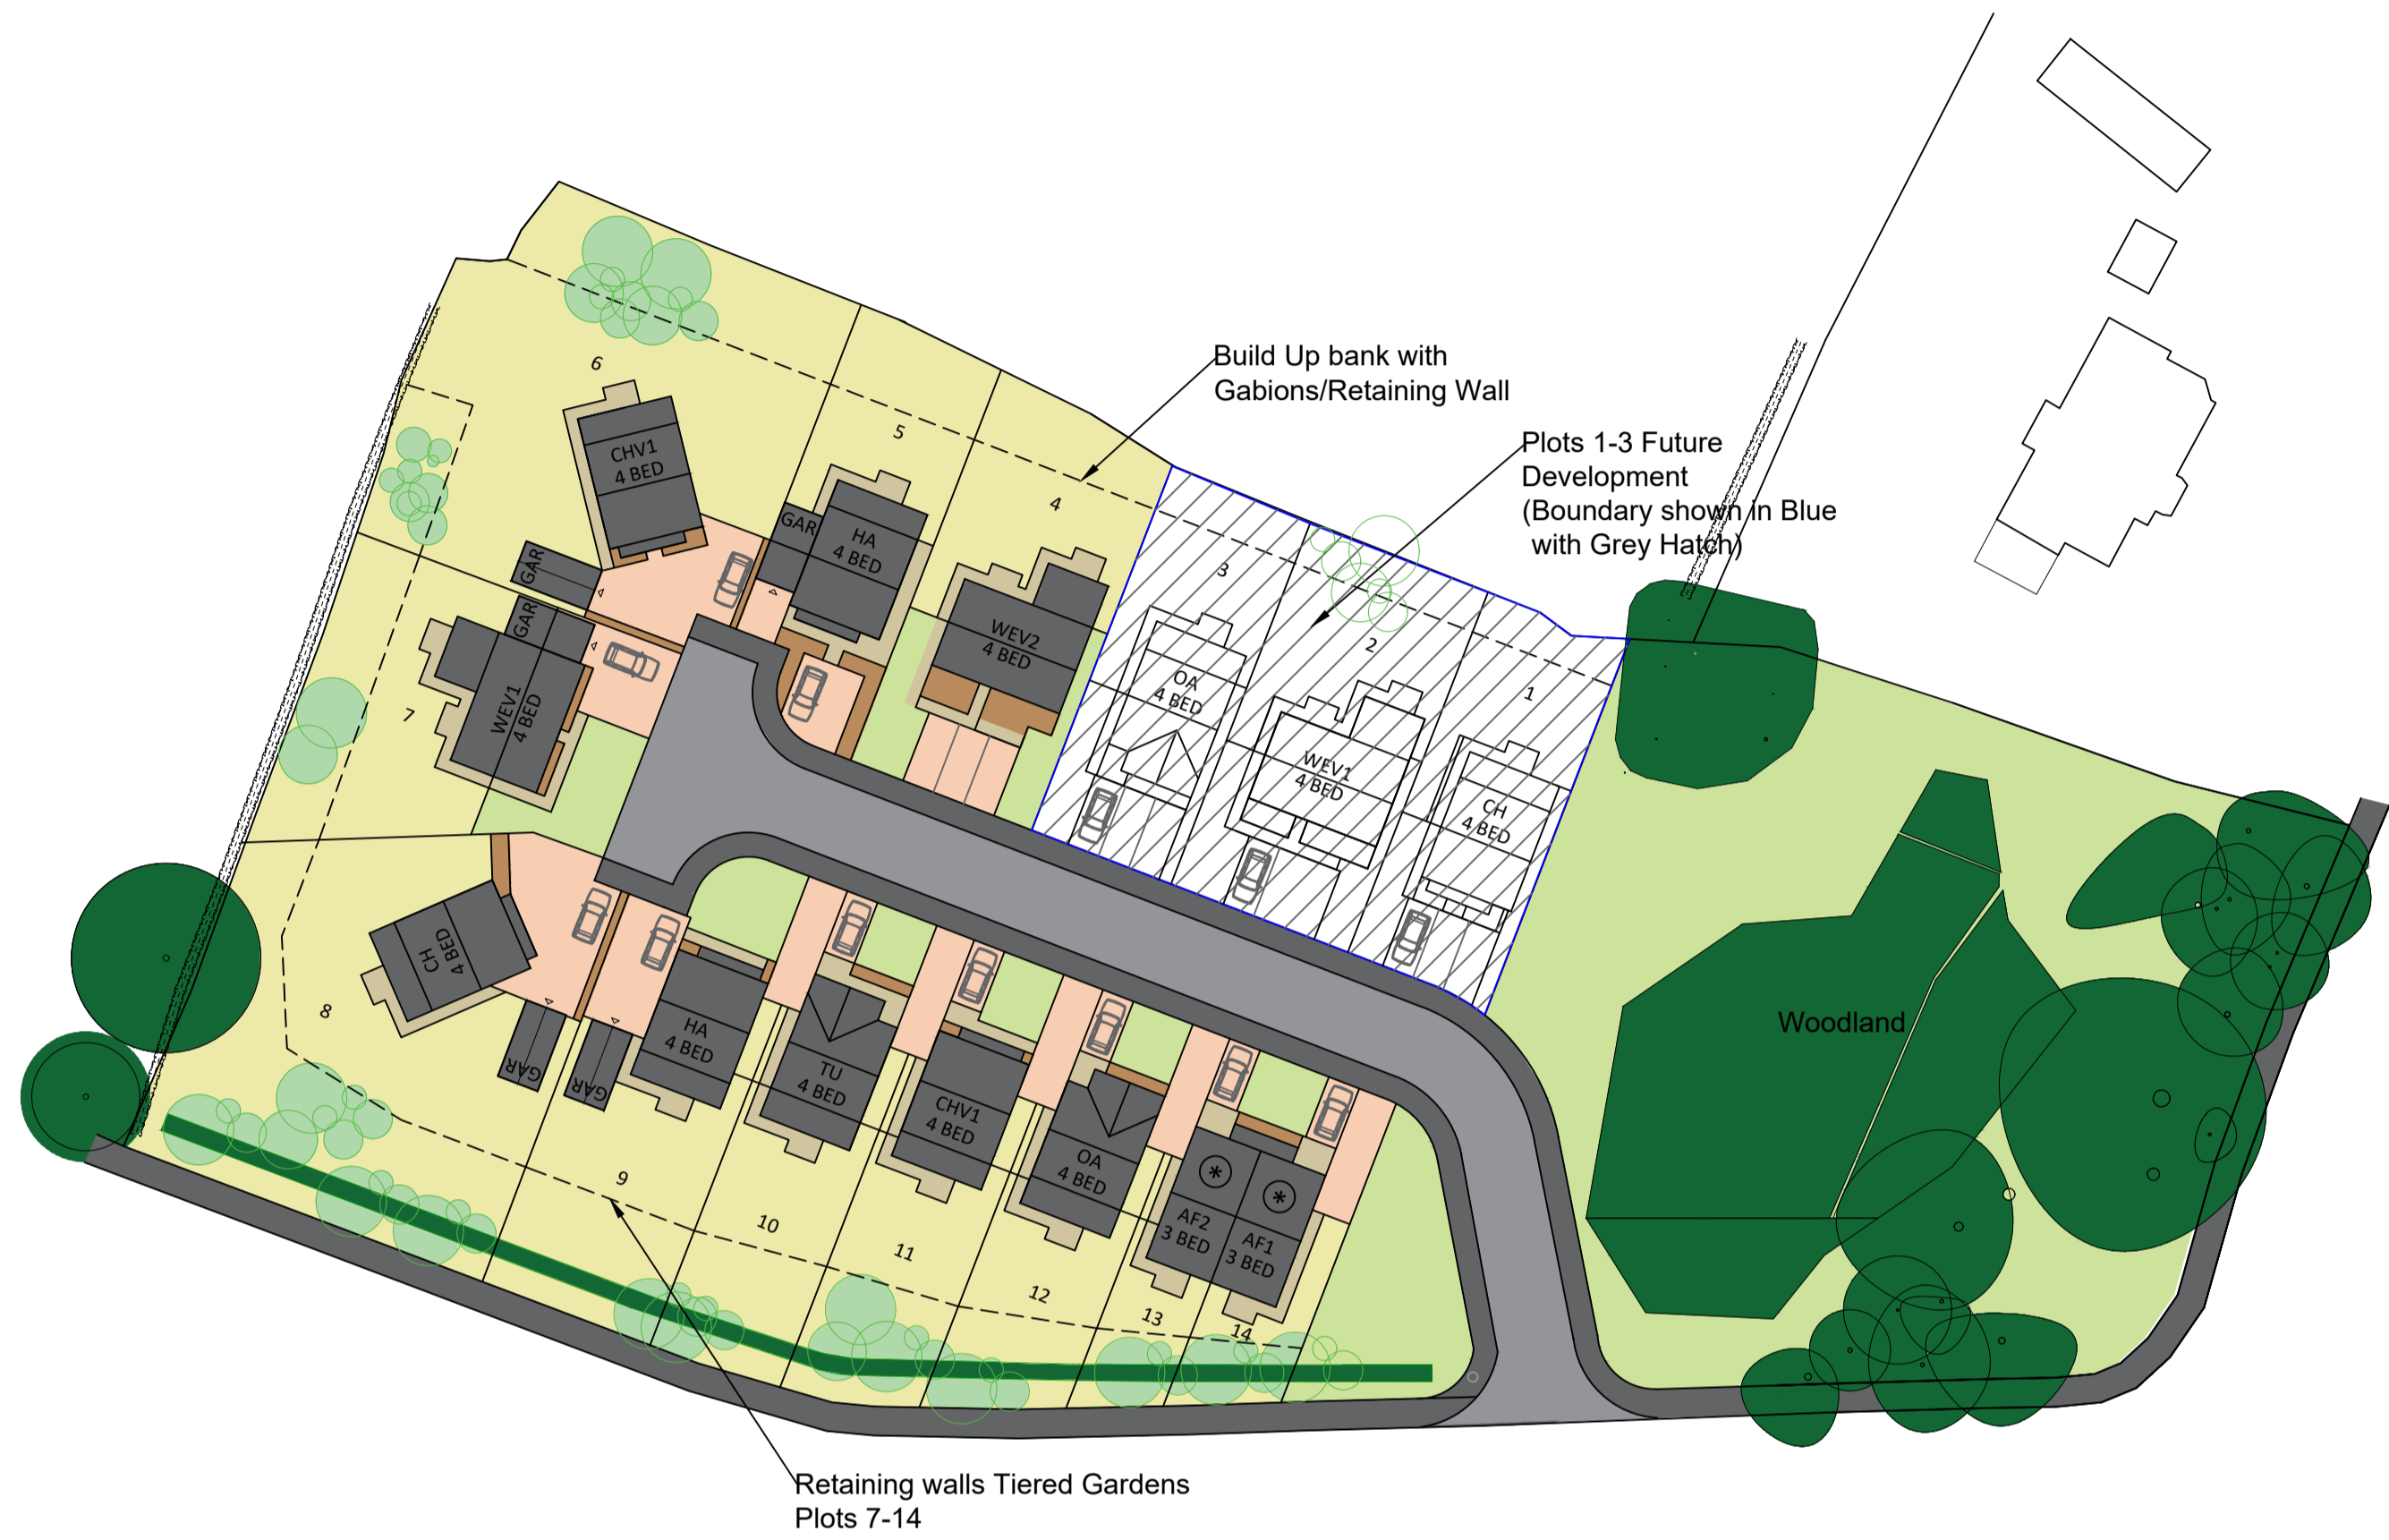 6
CHV1
4 BED
GAR
5
GAR
HA
4 BED
4
WEV2
4 BED
Build Up bank with
Gabions/Retaining Wall
Plots 1-3 Future
Development
(Boundary shown in Blue
with Grey Hatch)
3
OA
4 BED
2
WEV1
4 BED
1
CH
4 BED
7
GAR
WEV1
4 BED
8
CH
4 BED
GAR
GAR
HA
4 BED
9
TU
4 BED
10
CHV1
4 BED
11
OA
4 BED
12
AF2
3 BED
13
AF1
3 BED
14
*
*
Woodland
Retaining walls Tiered Gardens
Plots 7-14